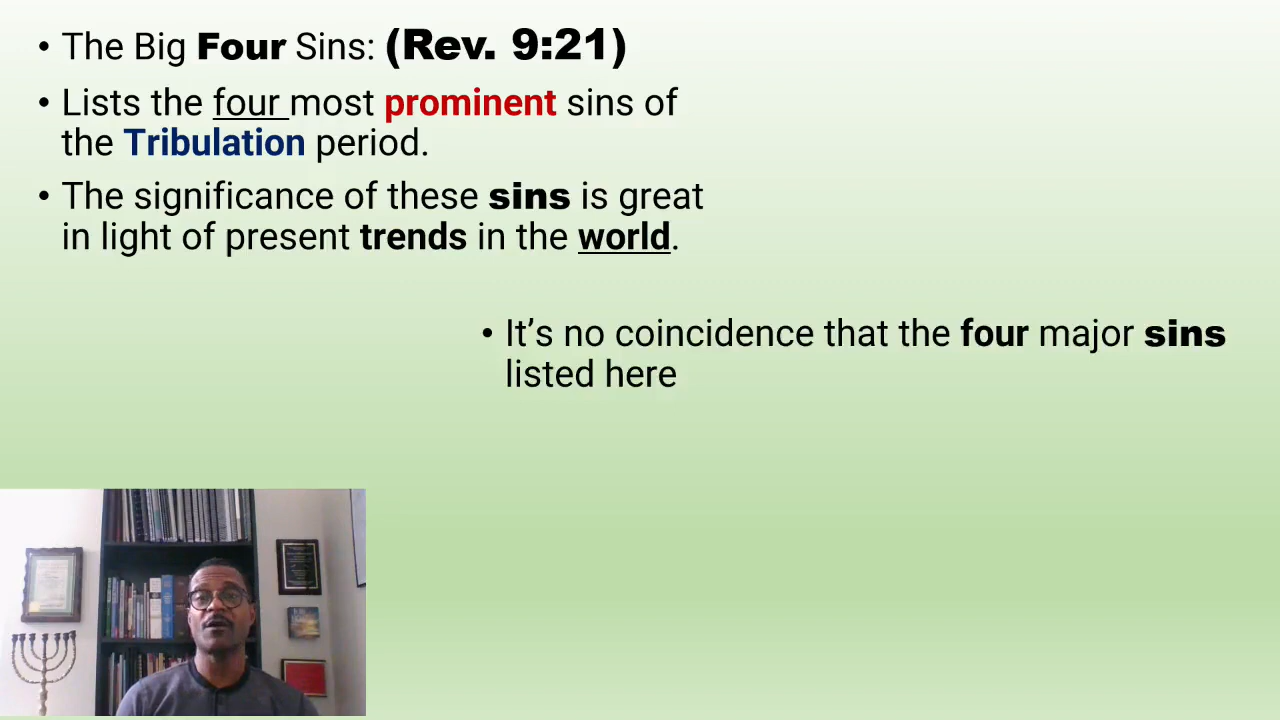 • The Big Four Sins: (Rev. 9:21)
• Lists the four most prominent sins of
the Tribulation period.
• The significance of these sins is great
in light of present trends in the world.
• It's no coincidence that the four major sins
listed here